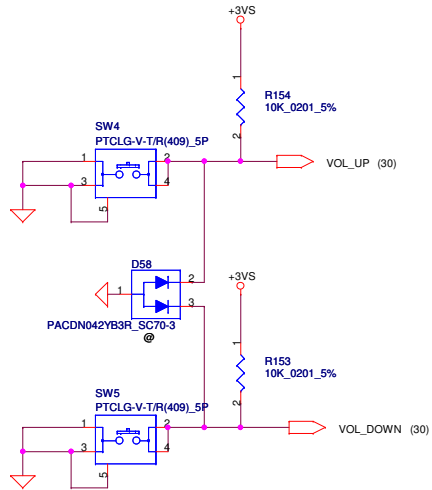 +3VS
1
R154
10K_0201_5%
2
SW4
PTCLG-V-T/R(409)_5P
1
2
3
4
5
VOL_UP (30)
D58
1
2
3
PACDN042YB3R_SC70-3
@
+3VS
1
R153
10K_0201_5%
2
SW5
PTCLG-V-T/R(409)_5P
1
2
3
4
5
VOL_DOWN (30)